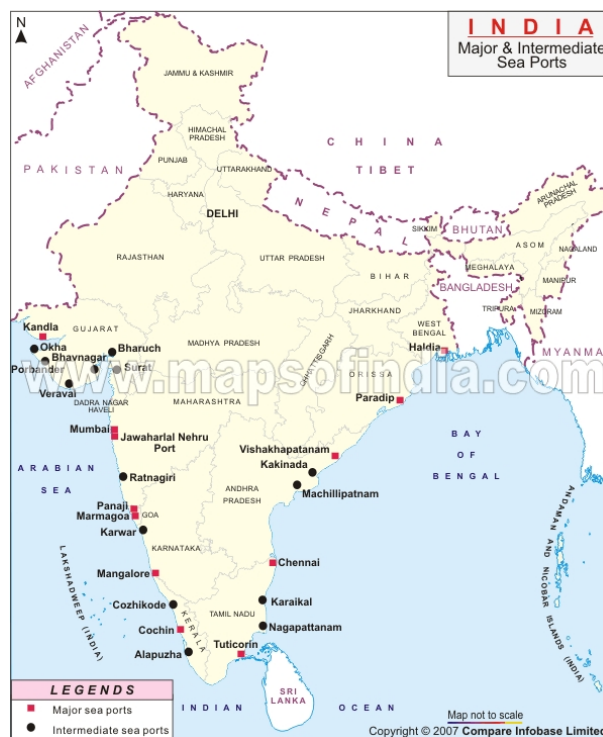 N
I N D I A
Major & Intermediate
Sea Ports
AFGHANISTAN
JAMMU & KASHMIR
HIMACHAL
PRADESH
CHINA
TIBET
PAKISTAN
PUNJAB
UTTARAKHAND
HARYANA
DELHI
NEPAL
ARUNACHAL
PRADESH
SIKKIM
BHUTAN
ASOM
NAGALAND
RAJASTHAN
UTTAR PRADESH
BIHAR
MEGHALAYA
MANIPUR
BANGLADESH
JHARKHAND
TRIPURA
MIZORAM
WEST
BENGAL
MYANMA
Kandla
GUJARAT
Okha
Bhavnagar
Bharuch
MADHYA PRADESH
CHHATTISGARH
Haldia
Porbander
Surat
www.mapsofindia.com
ORISSA
Veravai
DADRA NAGAR
HAVELI
MAHARASHTRA
Paradip
Mumbai
Jawaharlal Nehru
Port
Vishakhapatanam
BAY
OF
BENGAL
ARABIAN
SEA
Kakinada
Ratnagiri
ANDHRA
PRADESH
Machillipatnam
Panaji
Marmagoa
GOA
Karwar
KARNATAKA
Chennai
ANDAMAN AND NICOBAR ISLANDS (INDIA)
LAKSHADWEEP (INDIA)
Mangalore
Cozhikode
Karaikal
TAMIL NADU
KERALA
Cochin
Nagapattanam
Alapuzha
Tuticorin
SRI
LANKA
INDIAN OCEAN
LEGENDS
Major sea ports
Intermediate sea ports
Map not to scale
Copyright © 2007 Compare Infobase Limited